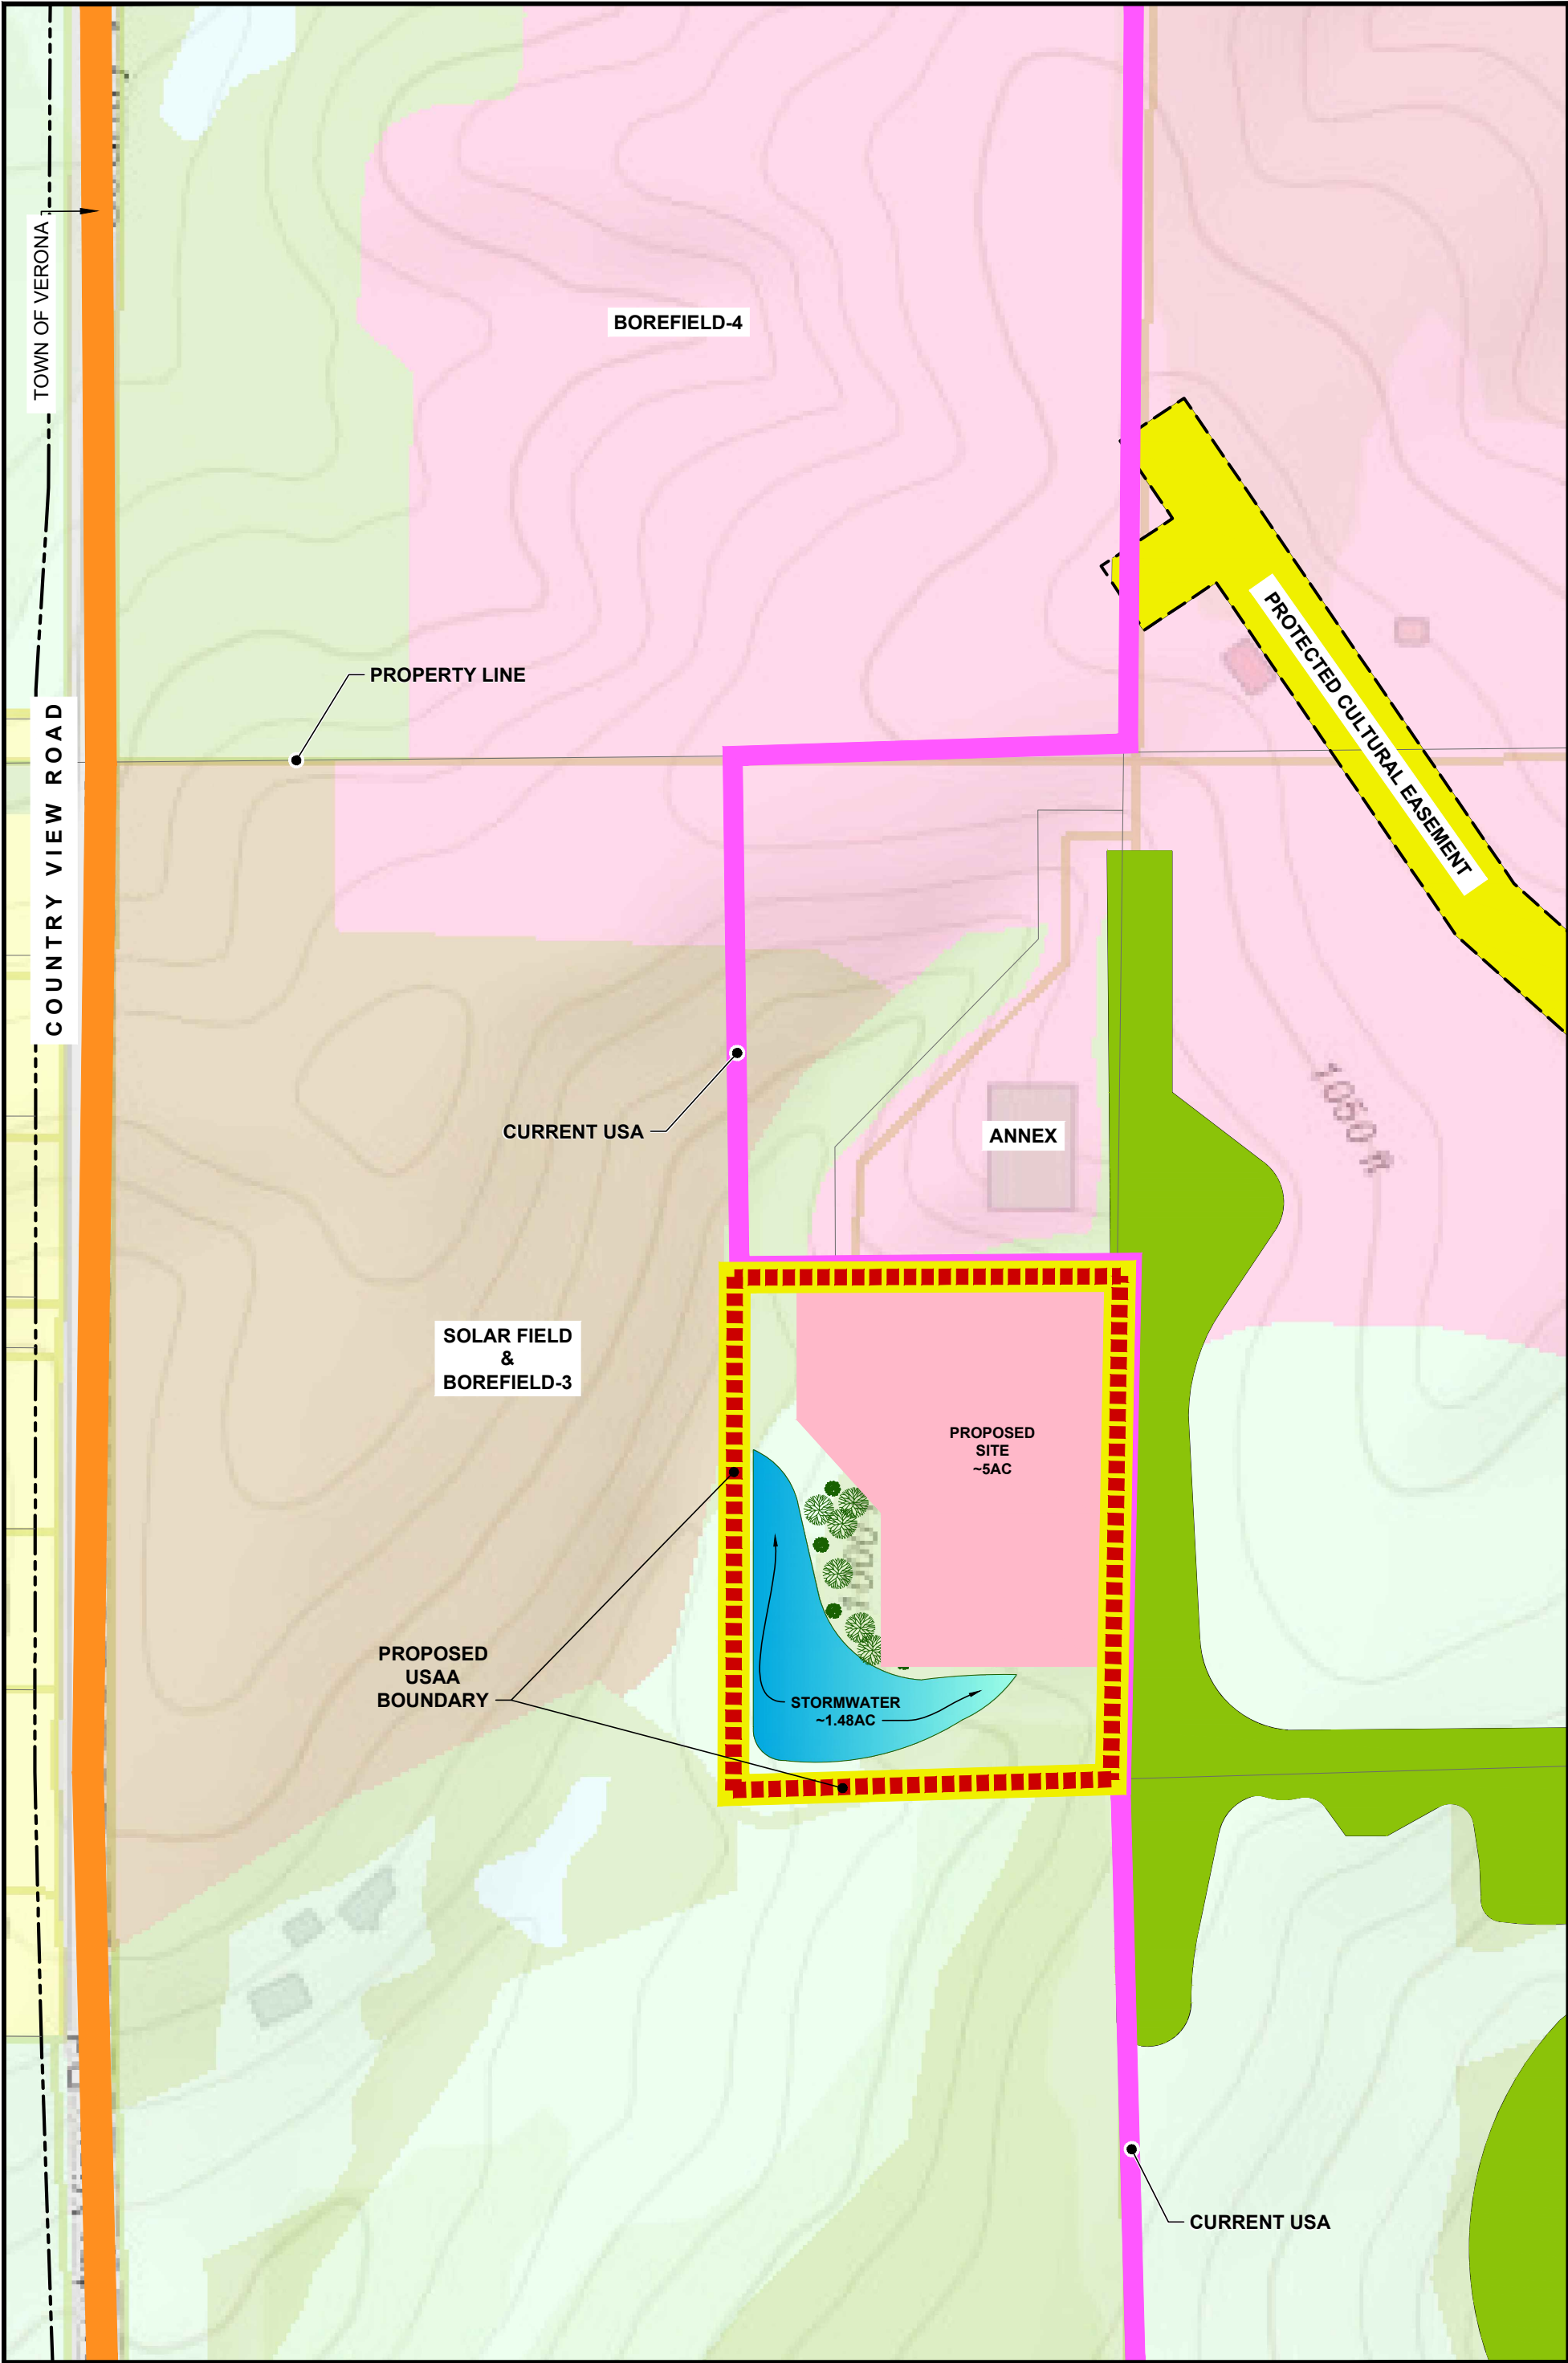 TOWN OF VERONA
BOREFIELD-4
PROPERTY LINE
PROTECTED CULTURAL EASEMENT
COUNTRY VIEW ROAD
1050 ft
CURRENT USA
ANNEX
SOLAR FIELD
&
BOREFIELD-3
PROPOSED
SITE
~5AC
1000
PROPOSED
USAA
BOUNDARY
STORMWATER
~1.48AC
CURRENT USA